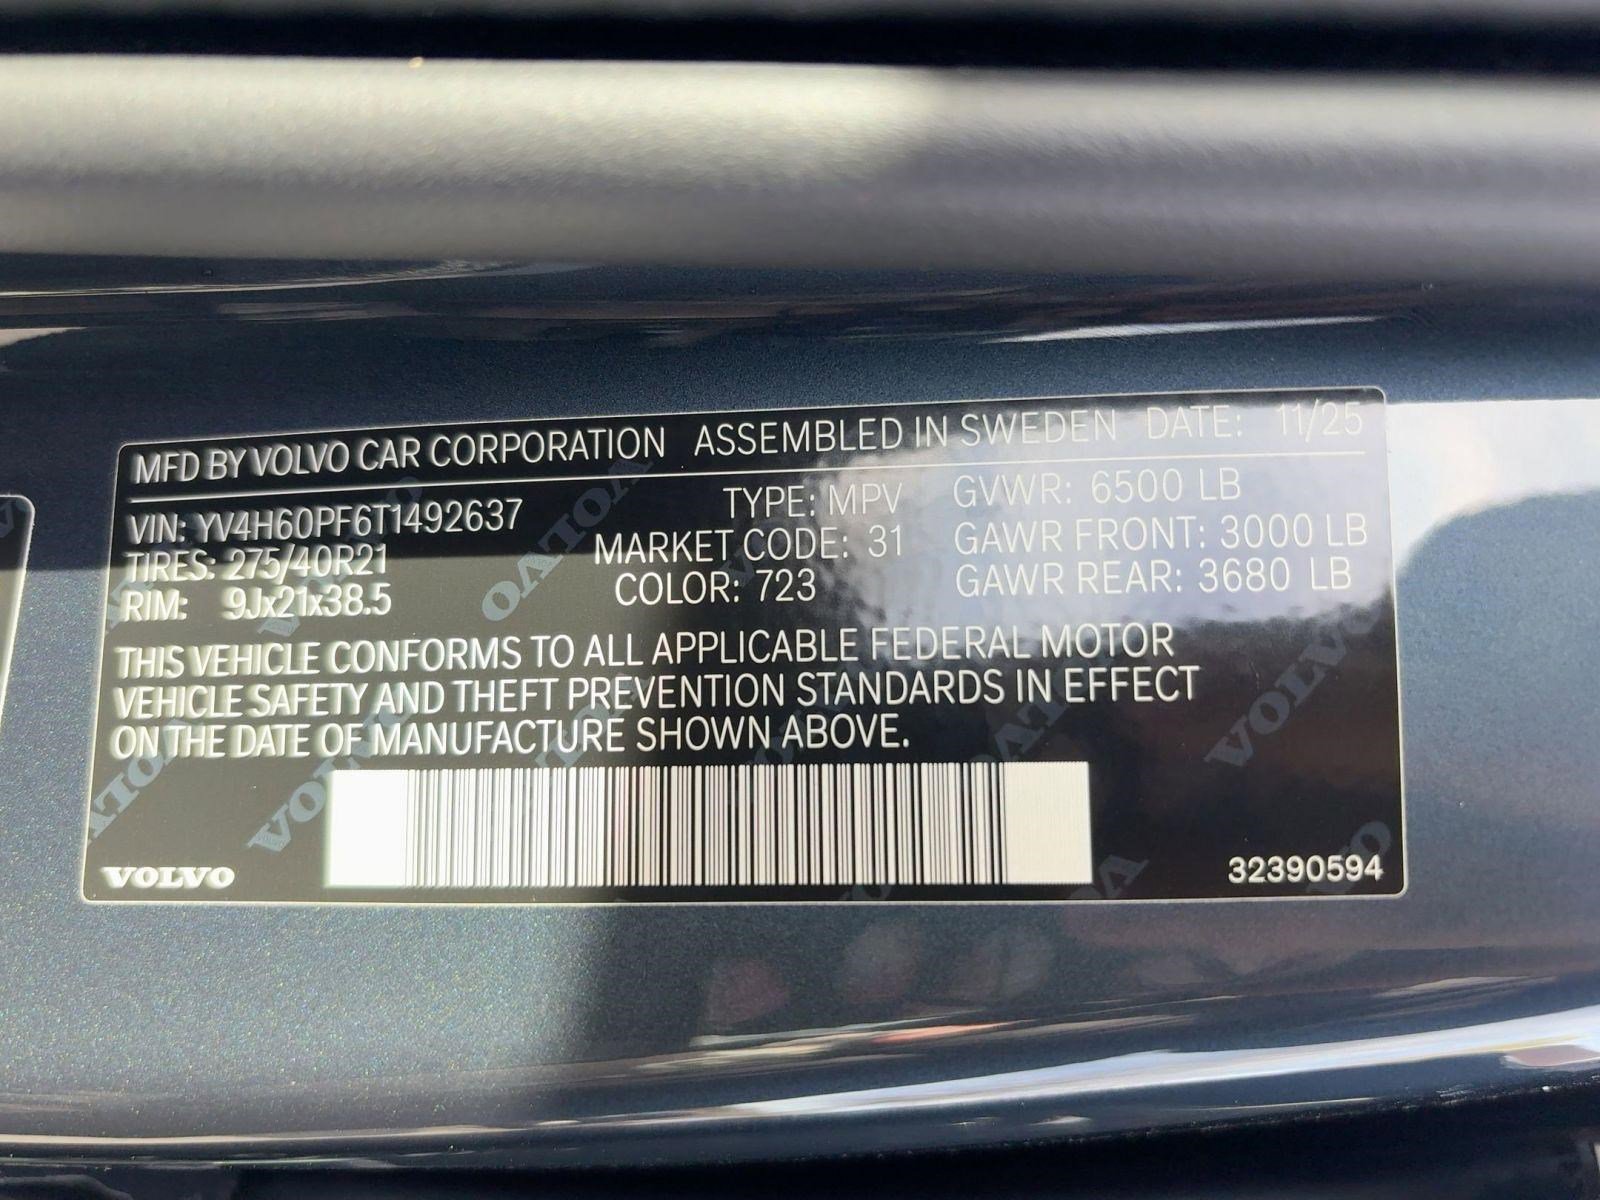 MFD BY VOLVO CAR CORPORATION ASSEMBLED IN SWEDEN DATE: 11/25
VIN: YV4H60PF6T1492637 TYPE: MPV GVWR: 6500 LB
TIRES: 275/40R21 MARKET CODE: 31 GAWR FRONT: 3000 LB
RIM: 9Jx21x38.5 COLOR: 723 GAWR REAR: 3680 LB
THIS VEHICLE CONFORMS TO ALL APPLICABLE FEDERAL MOTOR
VEHICLE SAFETY AND THEFT PREVENTION STANDARDS IN EFFECT
ON THE DATE OF MANUFACTURE SHOWN ABOVE.
VOLVO 32390594